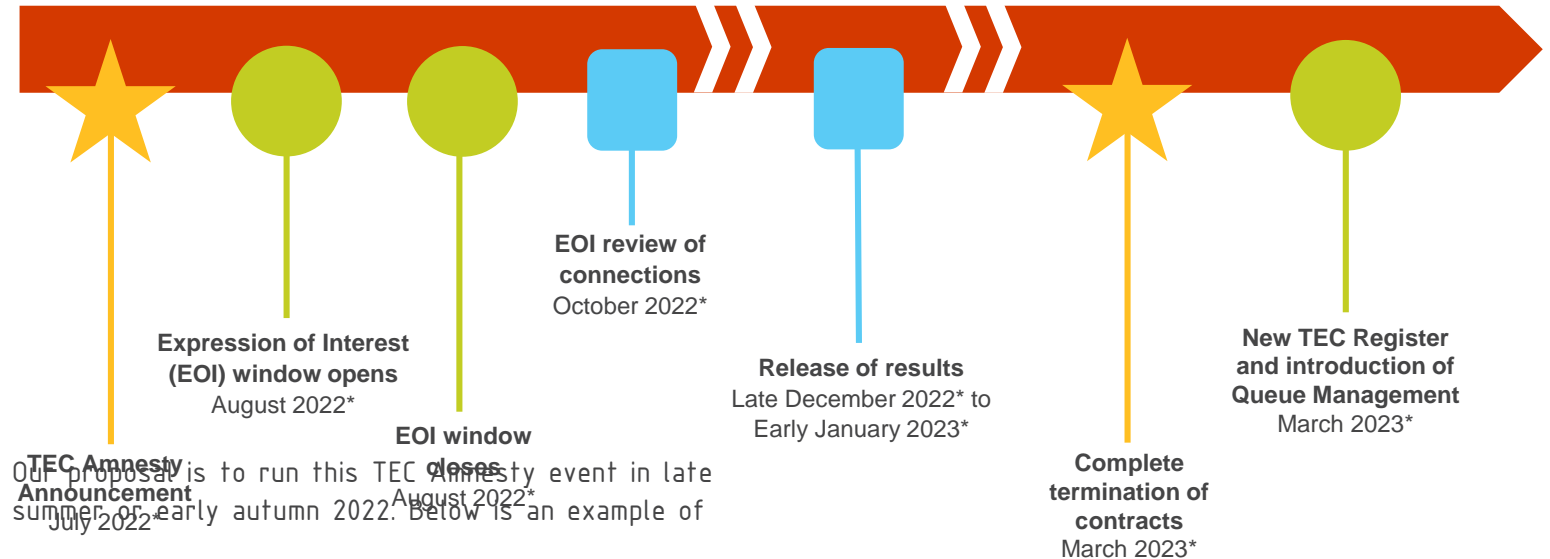 EOI review of
connections
October 2022*
Expression of Interest
(EOI) window opens
August 2022*
Release of results
Late December 2022* to
Early January 2023*
New TEC Register
and introduction of
Queue Management
March 2023*
EOI window
closes
August 2022*
TEC Amnesty
Announcement
July 2022*
Complete
termination of
contracts
March 2023*
Our proposal is to run this TEC Amnesty event in late
summer or early autumn 2022. Below is an example of